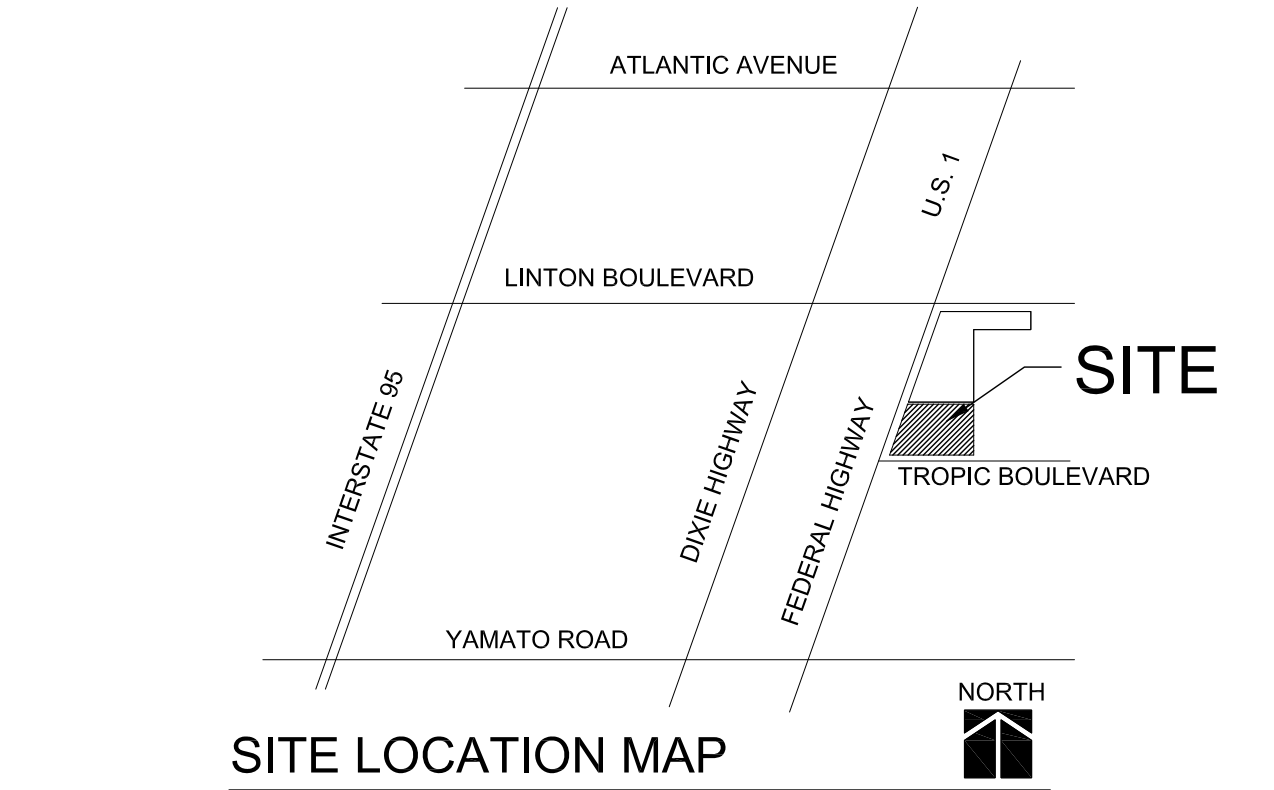 ATLANTIC AVENUE
U.S. 1
LINTON BOULEVARD
SITE
INTERSTATE 95
DIXIE HIGHWAY
FEDERAL HIGHWAY
TROPIC BOULEVARD
YAMATO ROAD
NORTH
SITE LOCATION MAP